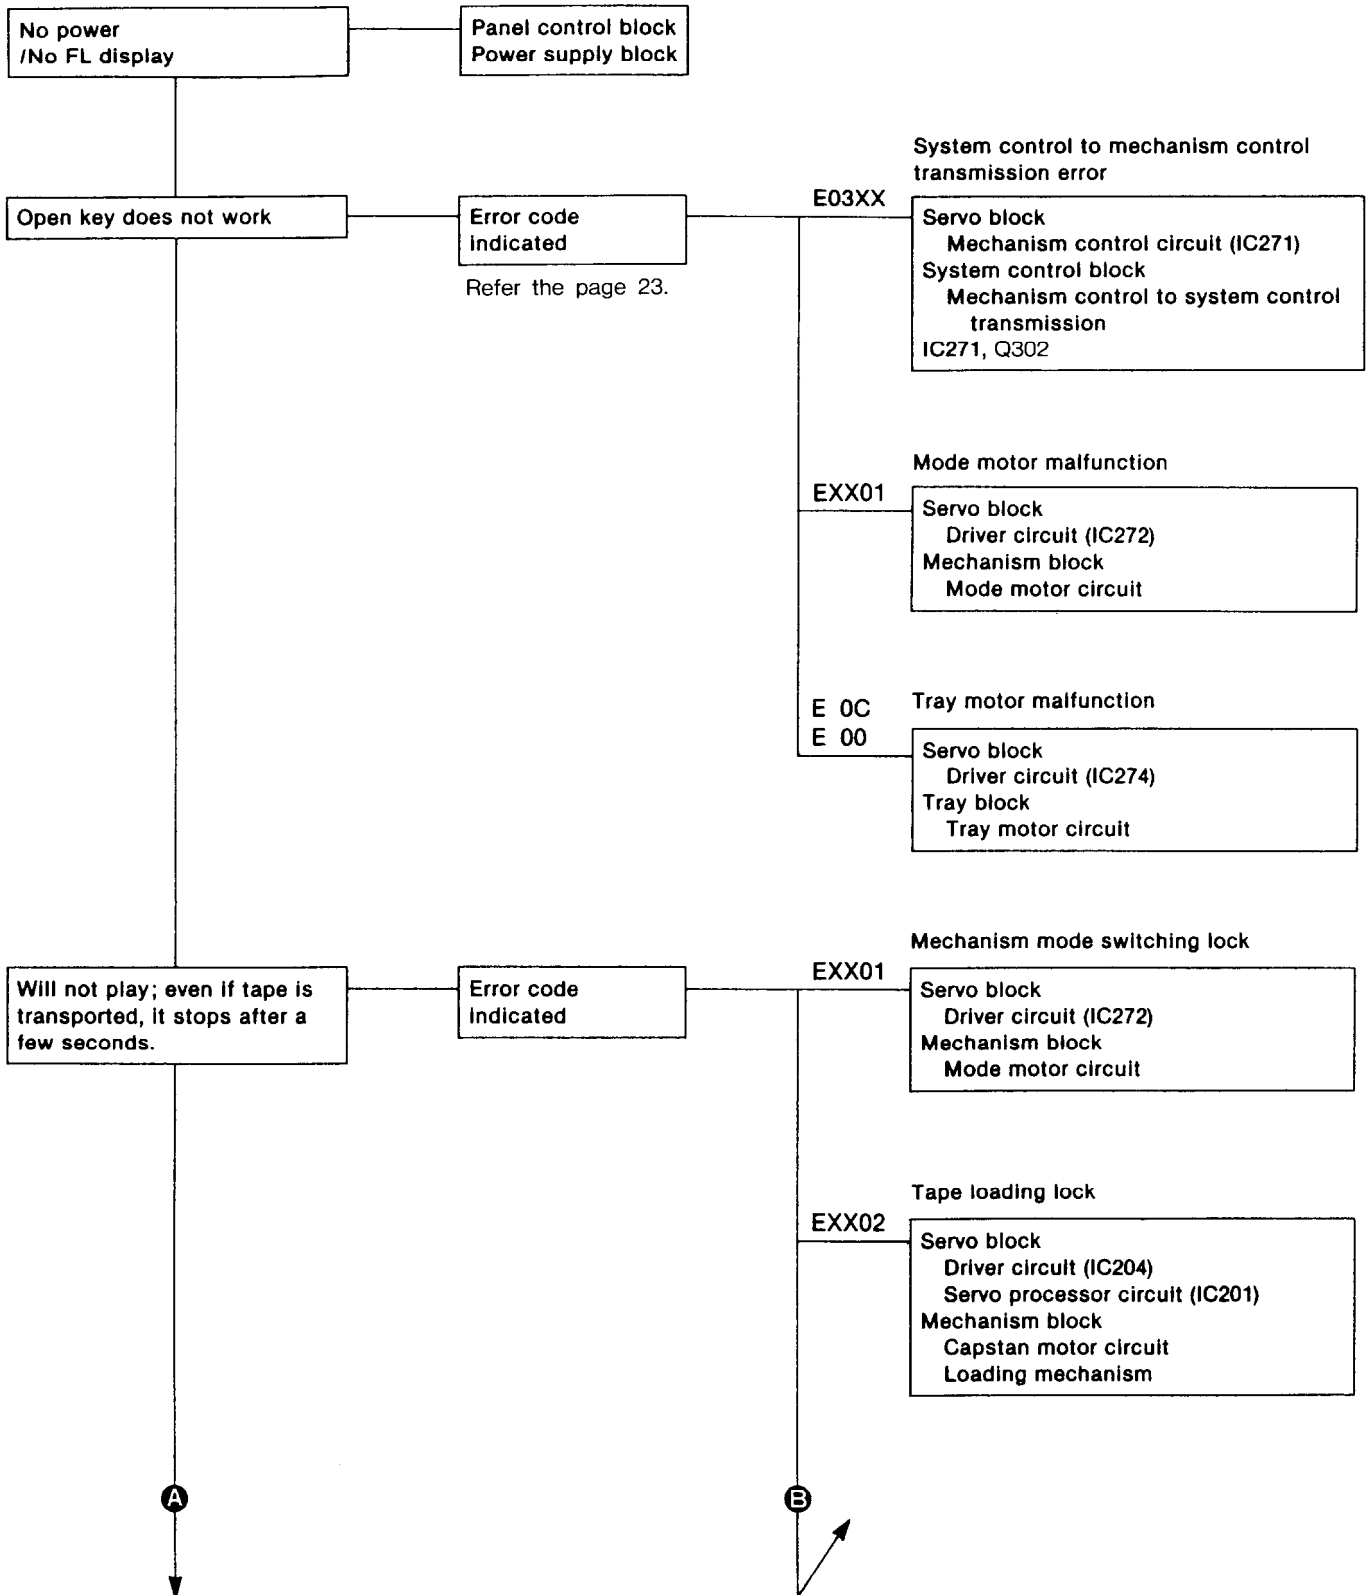 No power
/No FL display
Panel control block
Power supply block
Open key does not work
Error code
indicated
Refer the page 23.
E03XX
System control to mechanism control
transmission error
Servo block
Mechanism control circuit (IC271)
System control block
Mechanism control to system control
transmission
IC271, Q302
EXX01
Mode motor malfunction
Servo block
Driver circuit (IC272)
Mechanism block
Mode motor circuit
E 0C
E 00
Tray motor malfunction
Servo block
Driver circuit (IC274)
Tray block
Tray motor circuit
Will not play; even if tape is
transported, it stops after a
few seconds.
Error code
indicated
EXX01
Mechanism mode switching lock
Servo block
Driver circuit (IC272)
Mechanism block
Mode motor circuit
EXX02
Tape loading lock
Servo block
Driver circuit (IC204)
Servo processor circuit (IC201)
Mechanism block
Capstan motor circuit
Loading mechanism
A
B